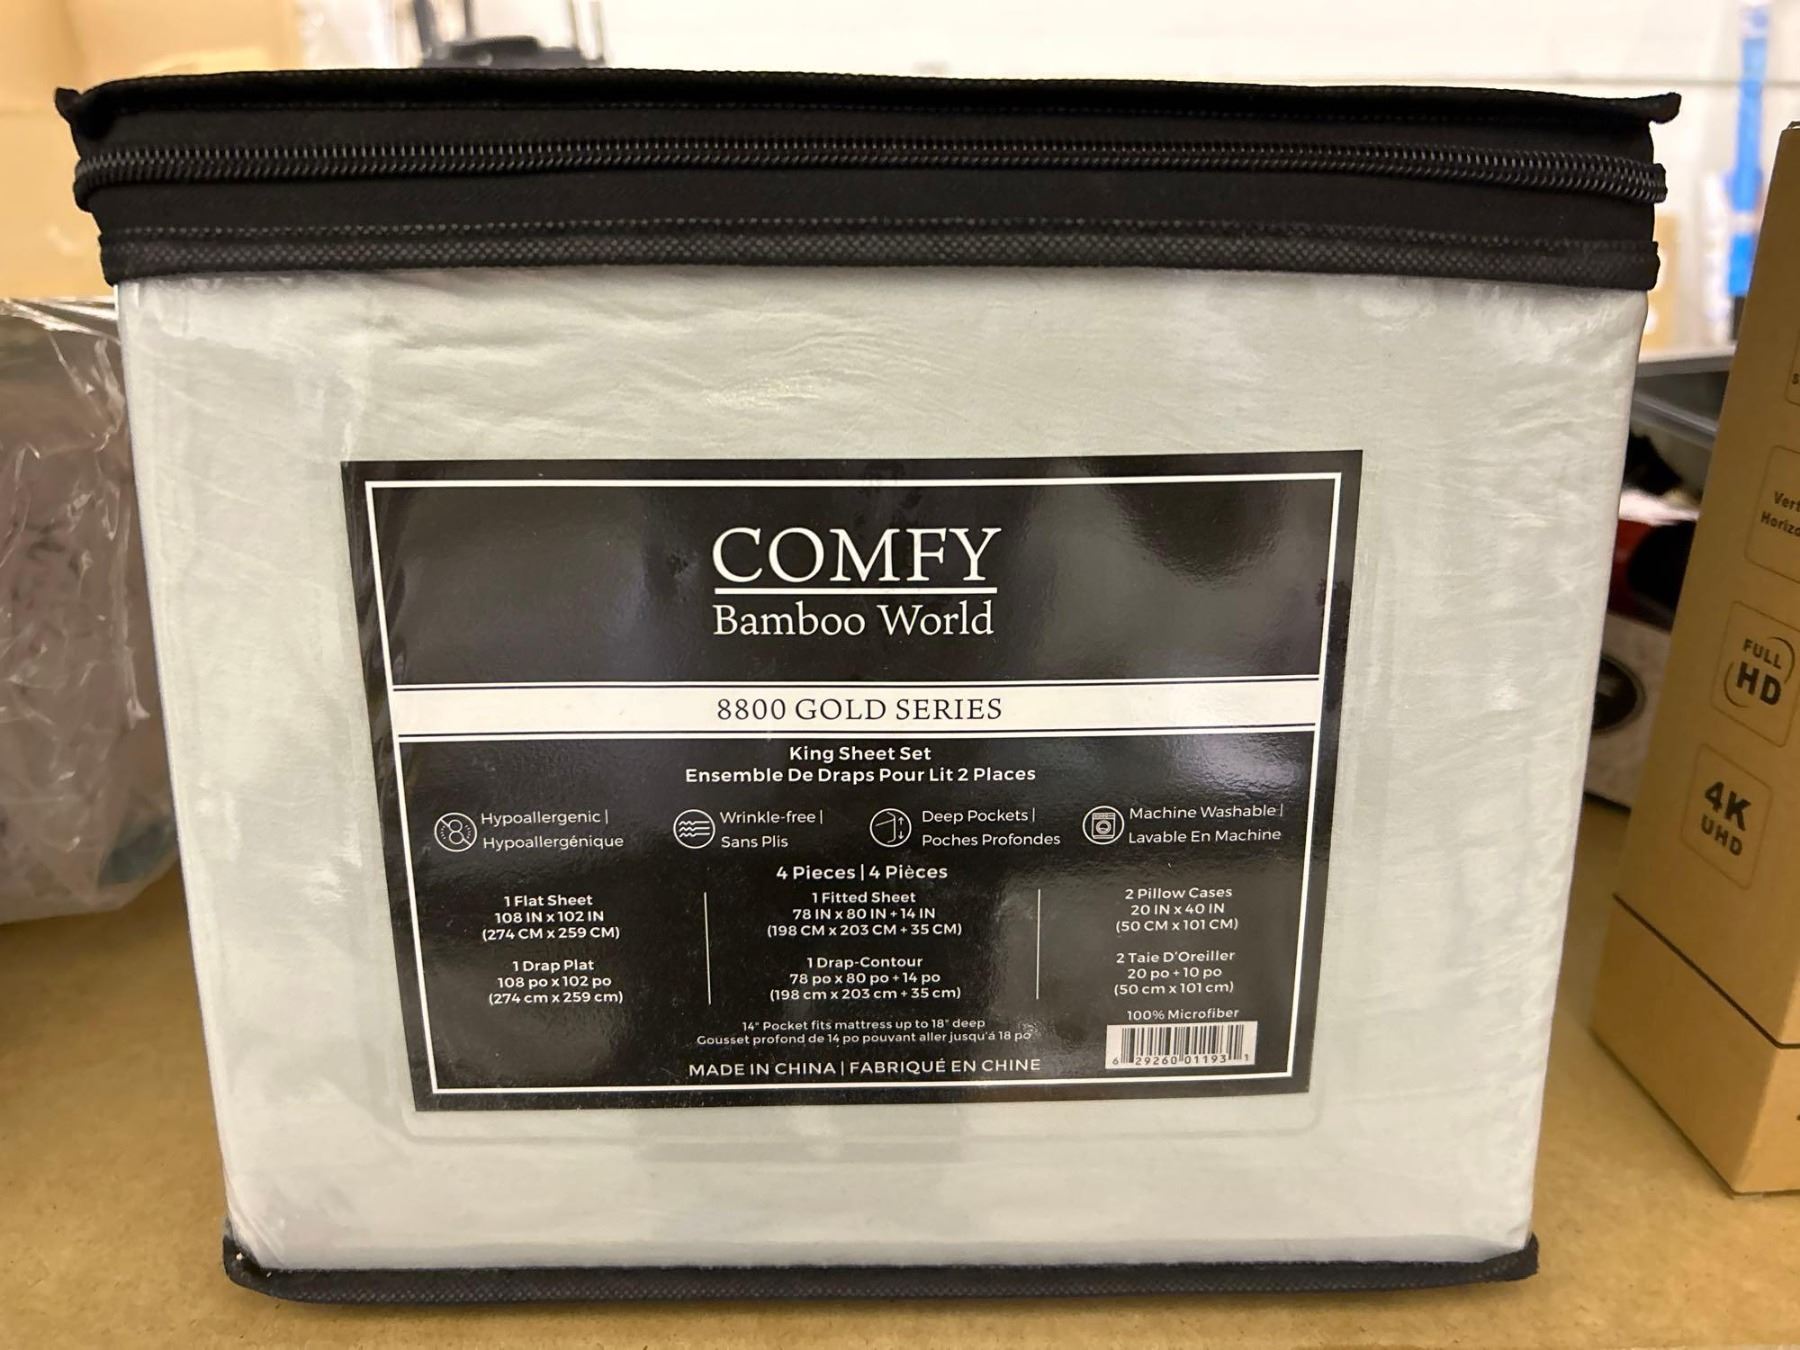 COMFY
Bamboo World
8800 GOLD SERIES
King Sheet Set
Ensemble De Draps Pour Lit 2 Places
Hypoallergenic |
Hypoallergénique
Wrinkle-free |
Sans Plis
Deep Pockets |
Poches Profondes
Machine Washable |
Lavable En Machine
4 Pieces | 4 Pièces
1 Flat Sheet
108 IN x 102 IN
(274 CM x 259 CM)
1 Drap Plat
108 po x 102 po
(274 cm x 259 cm)
1 Fitted Sheet
78 IN x 80 IN + 14 IN
(198 CM x 203 CM + 35 CM)
1 Drap-Contour
78 po x 80 po + 14 po
(198 cm x 203 cm + 35 cm)
2 Pillow Cases
20 IN x 40 IN
(50 CM x 101 CM)
2 Taie D'Oreiller
20 po + 10 po
(50 cm x 101 cm)
14" Pocket fits mattress up to 18" deep
Gousset profond de 14 po pouvant aller jusqu'á 18 po
MADE IN CHINA | FABRIQUÉ EN CHINE
100% Microfiber
6 29260 01193 1
Vert
Horizo
FULL
HD
4K
UHD